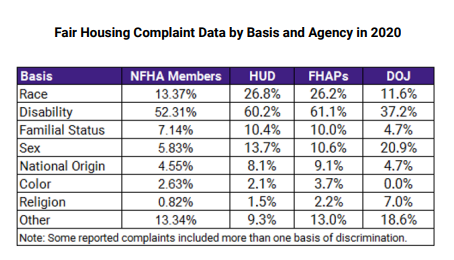 Fair Housing Complaint Data by Basis and Agency in 2020
Basis NFHA Members HUD FHAPs DOJ
Race 13.37% 26.8% 26.2% 11.6%
Disability 52.31% 60.2% 61.1% 37.2%
Familial Status 7.14% 10.4% 10.0% 4.7%
Sex 5.83% 13.7% 10.6% 20.9%
National Origin 4.55% 8.1% 9.1% 4.7%
Color 2.63% 2.1% 3.7% 0.0%
Religion 0.82% 1.5% 2.2% 7.0%
Other 13.34% 9.3% 13.0% 18.6%
Note: Some reported complaints included more than one basis of discrimination.